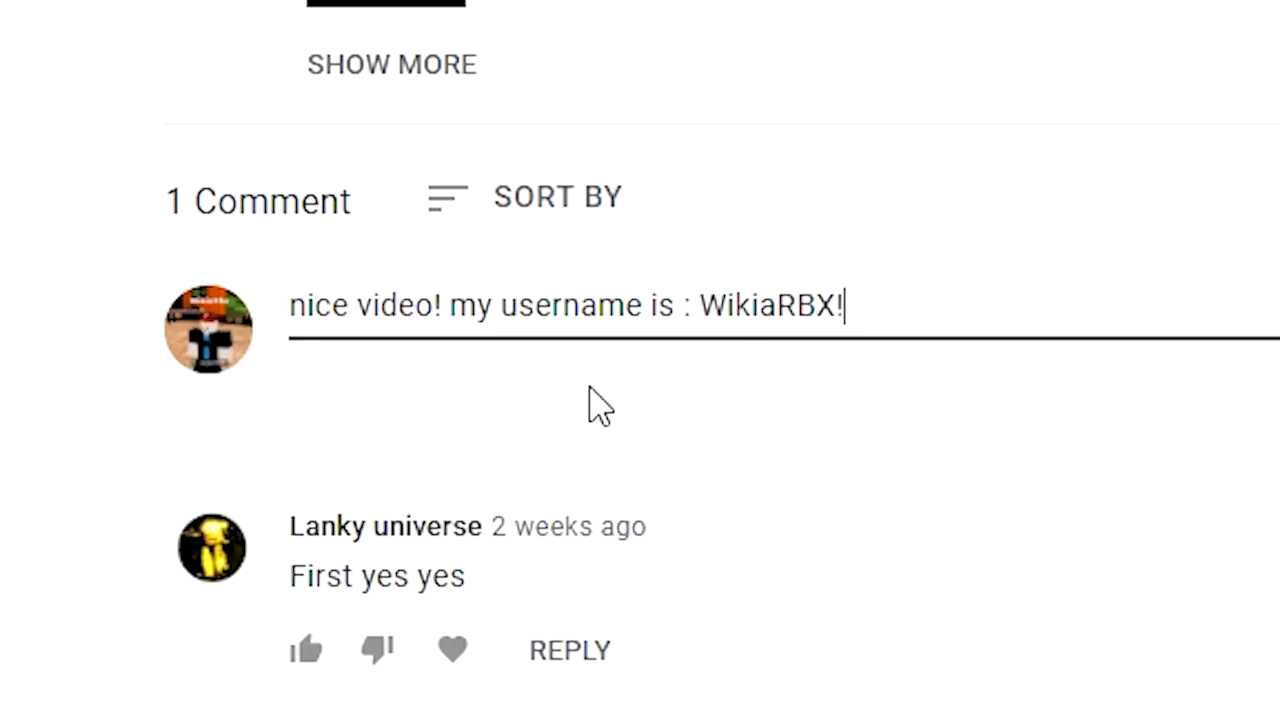 SHOW MORE
1 Comment
SORT BY
nice video! my username is : WikiaRBX!
Lanky universe 2 weeks ago
First yes yes
REPLY